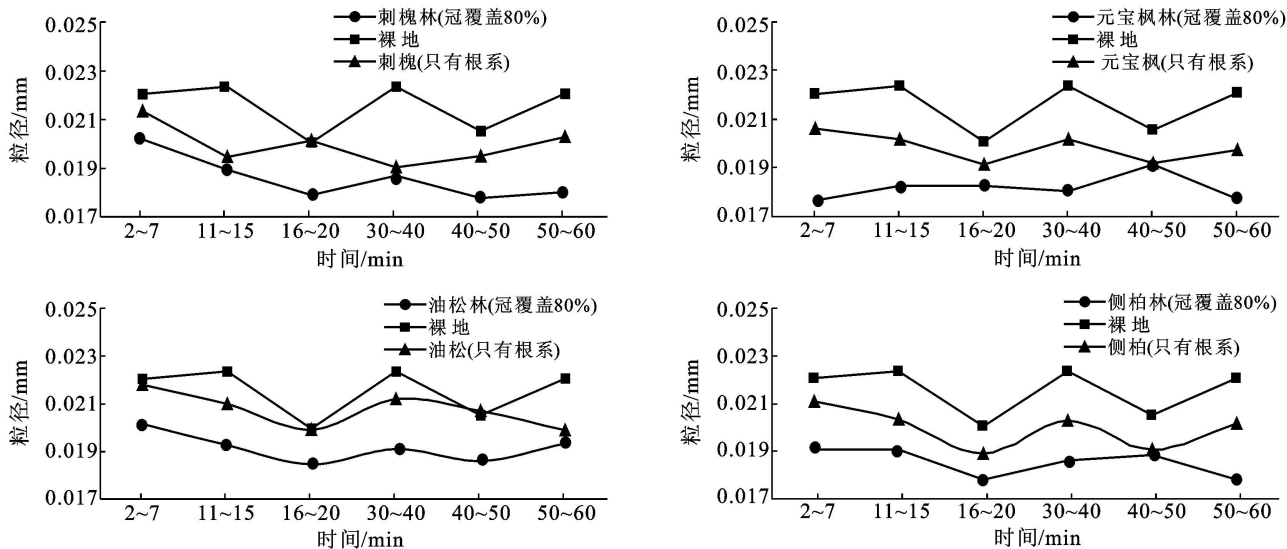 0.025
0.023
0.021
0.019
0.017
粒径/mm
刺槐林(冠覆盖80%)
裸地
刺槐(只有根系)
2~7 11~15 16~20 30~40 40~50 50~60
时间/min
0.025
0.023
0.021
0.019
0.017
粒径/mm
元宝枫林(冠覆盖80%)
裸地
元宝枫(只有根系)
2~7 11~15 16~20 30~40 40~50 50~60
时间/min
0.025
0.023
0.021
0.019
0.017
粒径/mm
油松林(冠覆盖80%)
裸地
油松(只有根系)
2~7 11~15 16~20 30~40 40~50 50~60
时间/min
0.025
0.023
0.021
0.019
0.017
粒径/mm
侧柏林(冠覆盖80%)
裸地
侧柏(只有根系)
2~7 11~15 16~20 30~40 40~50 50~60
时间/min